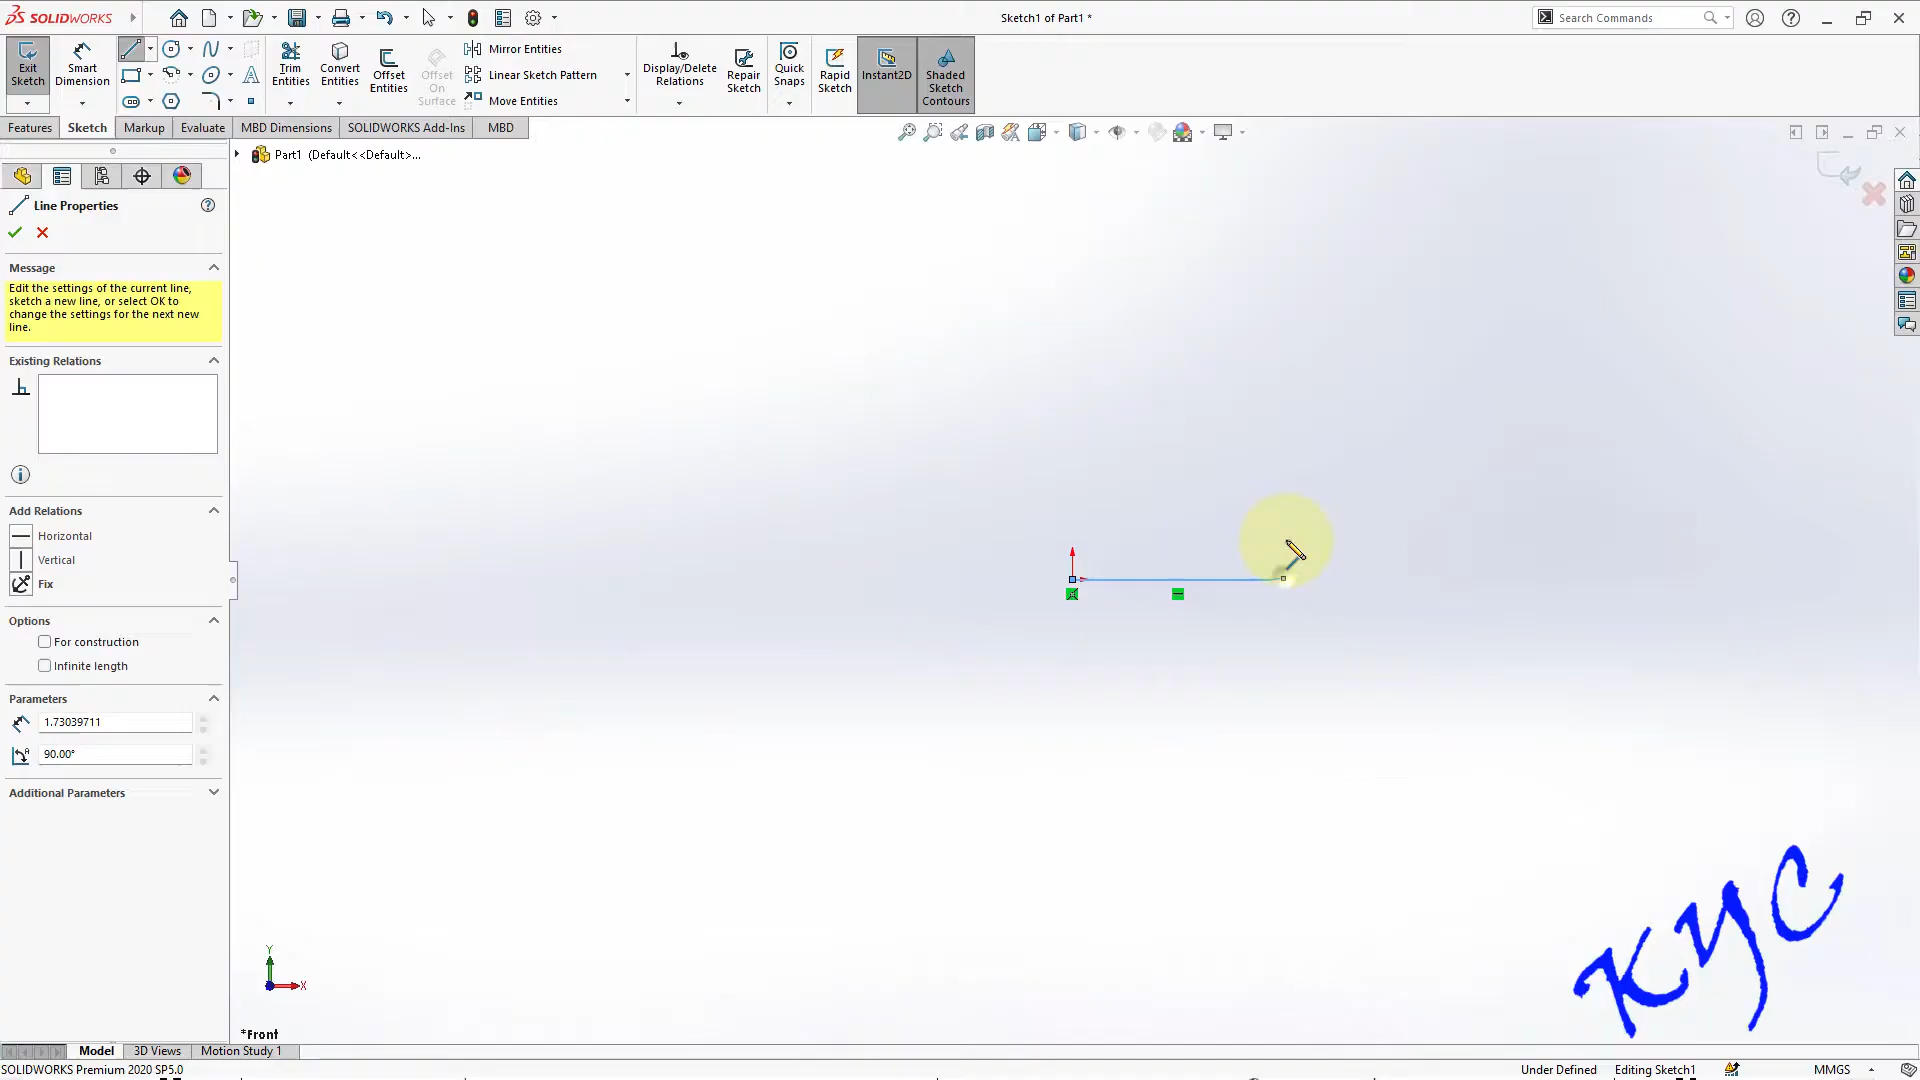 SOLIDWORKS
Sketch1 of Part1 *
Search Commands
Exit Sketch
Smart Dimension
Trim Entities
Convert Entities
Offset Entities
Offset On Surface
Mirror Entities
Linear Sketch Pattern
Move Entities
Display/Delete Relations
Repair Sketch
Quick Snaps
Rapid Sketch
Instant2D
Shaded Sketch Contours
Features
Sketch
Markup
Evaluate
MBD Dimensions
SOLIDWORKS Add-Ins
MBD
Part1 (Default<<Default>...
Line Properties
Message
Edit the settings of the current line,
sketch a new line, or select OK to
change the settings for the next new
line.
Existing Relations
Add Relations
Horizontal
Vertical
Fix
Options
For construction
Infinite length
Parameters
1.73039711
90.00°
Additional Parameters
Y
X
*Front
KYC
Model
3D Views
Motion Study 1
SOLIDWORKS Premium 2020 SP5.0
Under Defined
Editing Sketch1
MMGS